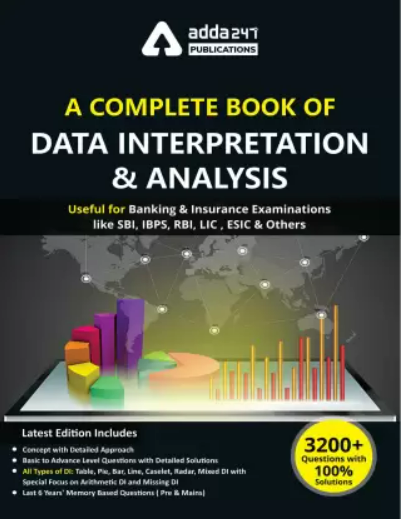 adda247
PUBLICATIONS
A COMPLETE BOOK OF
DATA INTERPRETATION
& ANALYSIS
Useful for Banking & Insurance Examinations
like SBI, IBPS, RBI, LIC , ESIC & Others
Latest Edition Includes
Concept with Detailed Approach
Basic to Advance Level Questions with Detailed Solutions
All Types of DI: Table, Pie, Bar, Line, Caselet, Radar, Mixed DI with
Special Focus on Arithmetic DI and Missing DI
Last 6 Years' Memory Based Questions ( Pre & Mains)
3200+
Questions with
100%
Solutions